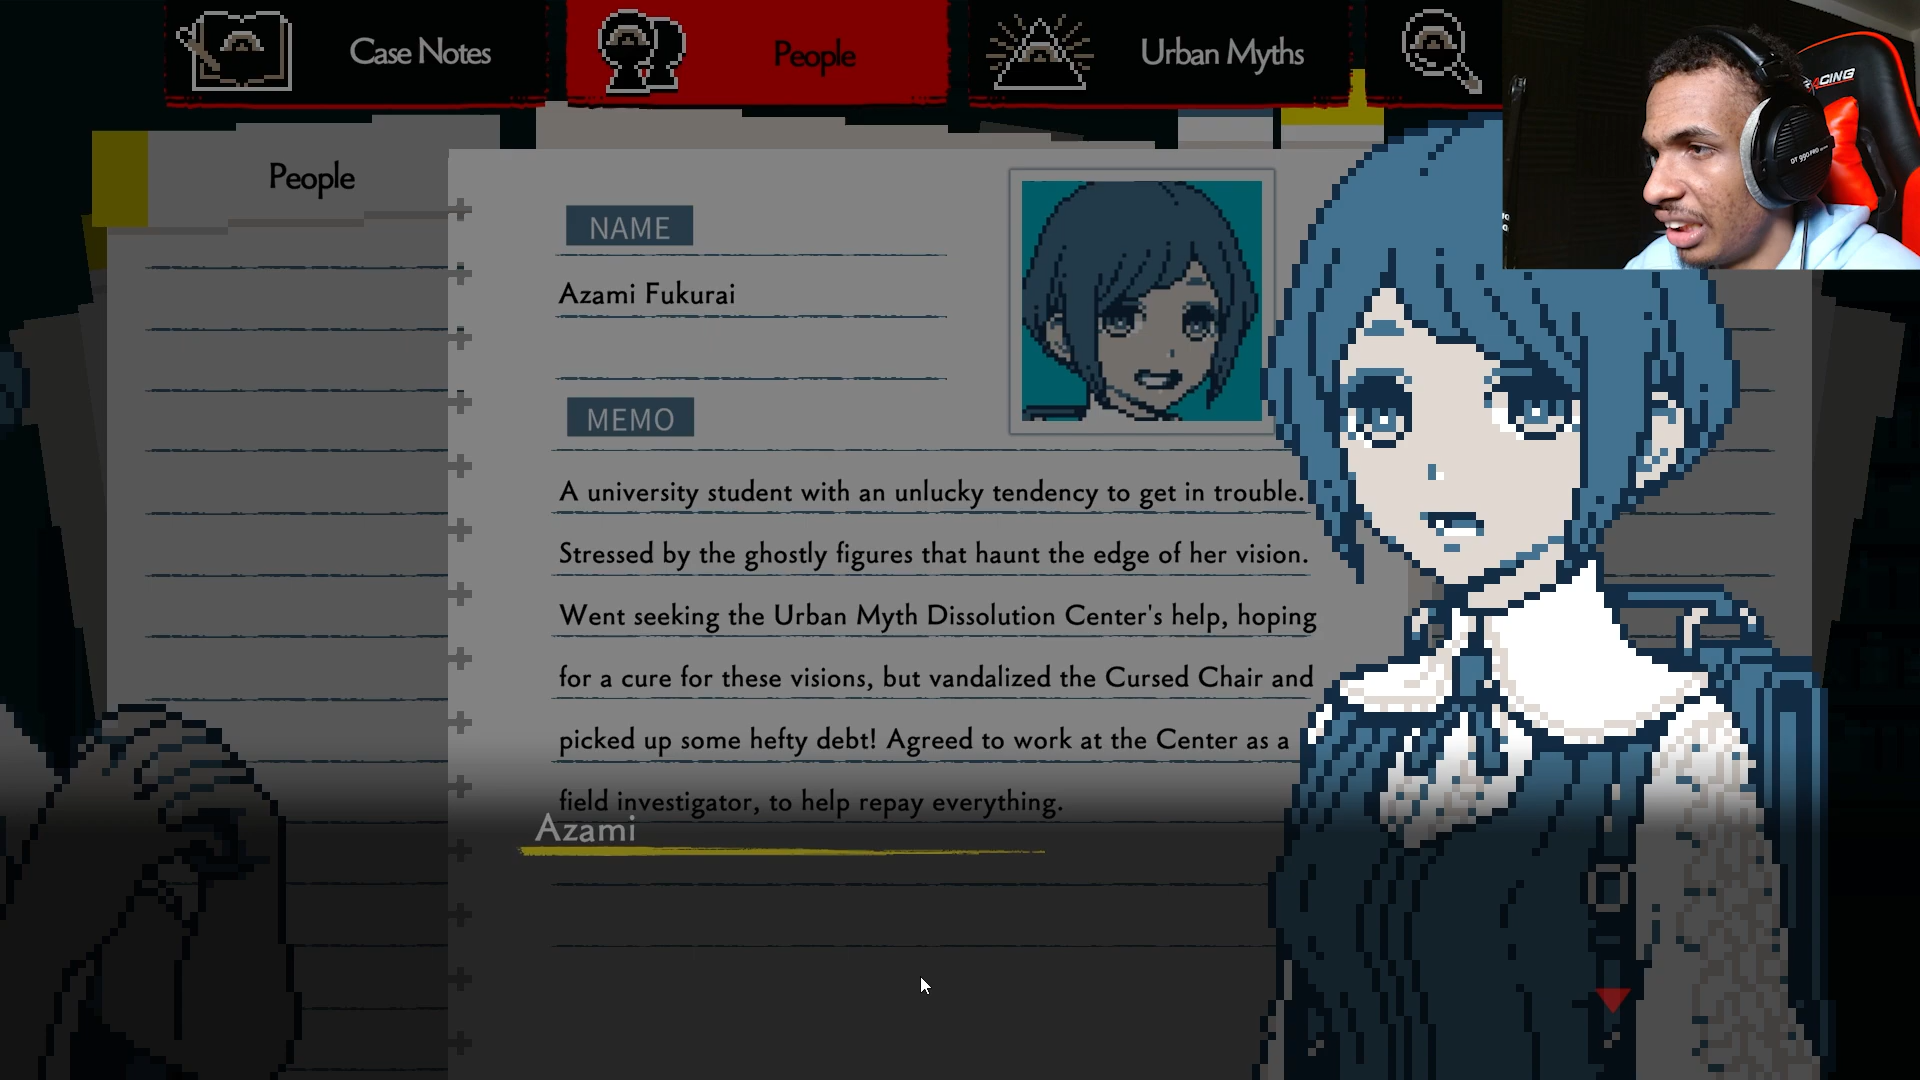 Case Notes
People
Urban Myths
People
NAME
Azami Fukurai
MEMO
A university student with an unlucky tendency to get in trouble.
Stressed by the ghostly figures that haunt the edge of her vision.
Went seeking the Urban Myth Dissolution Center's help, hoping
for a cure for these visions, but vandalized the Cursed Chair and
picked up some hefty debt! Agreed to work at the Center as a
field investigator, to help repay everything.
Azami
DT 990 PRO